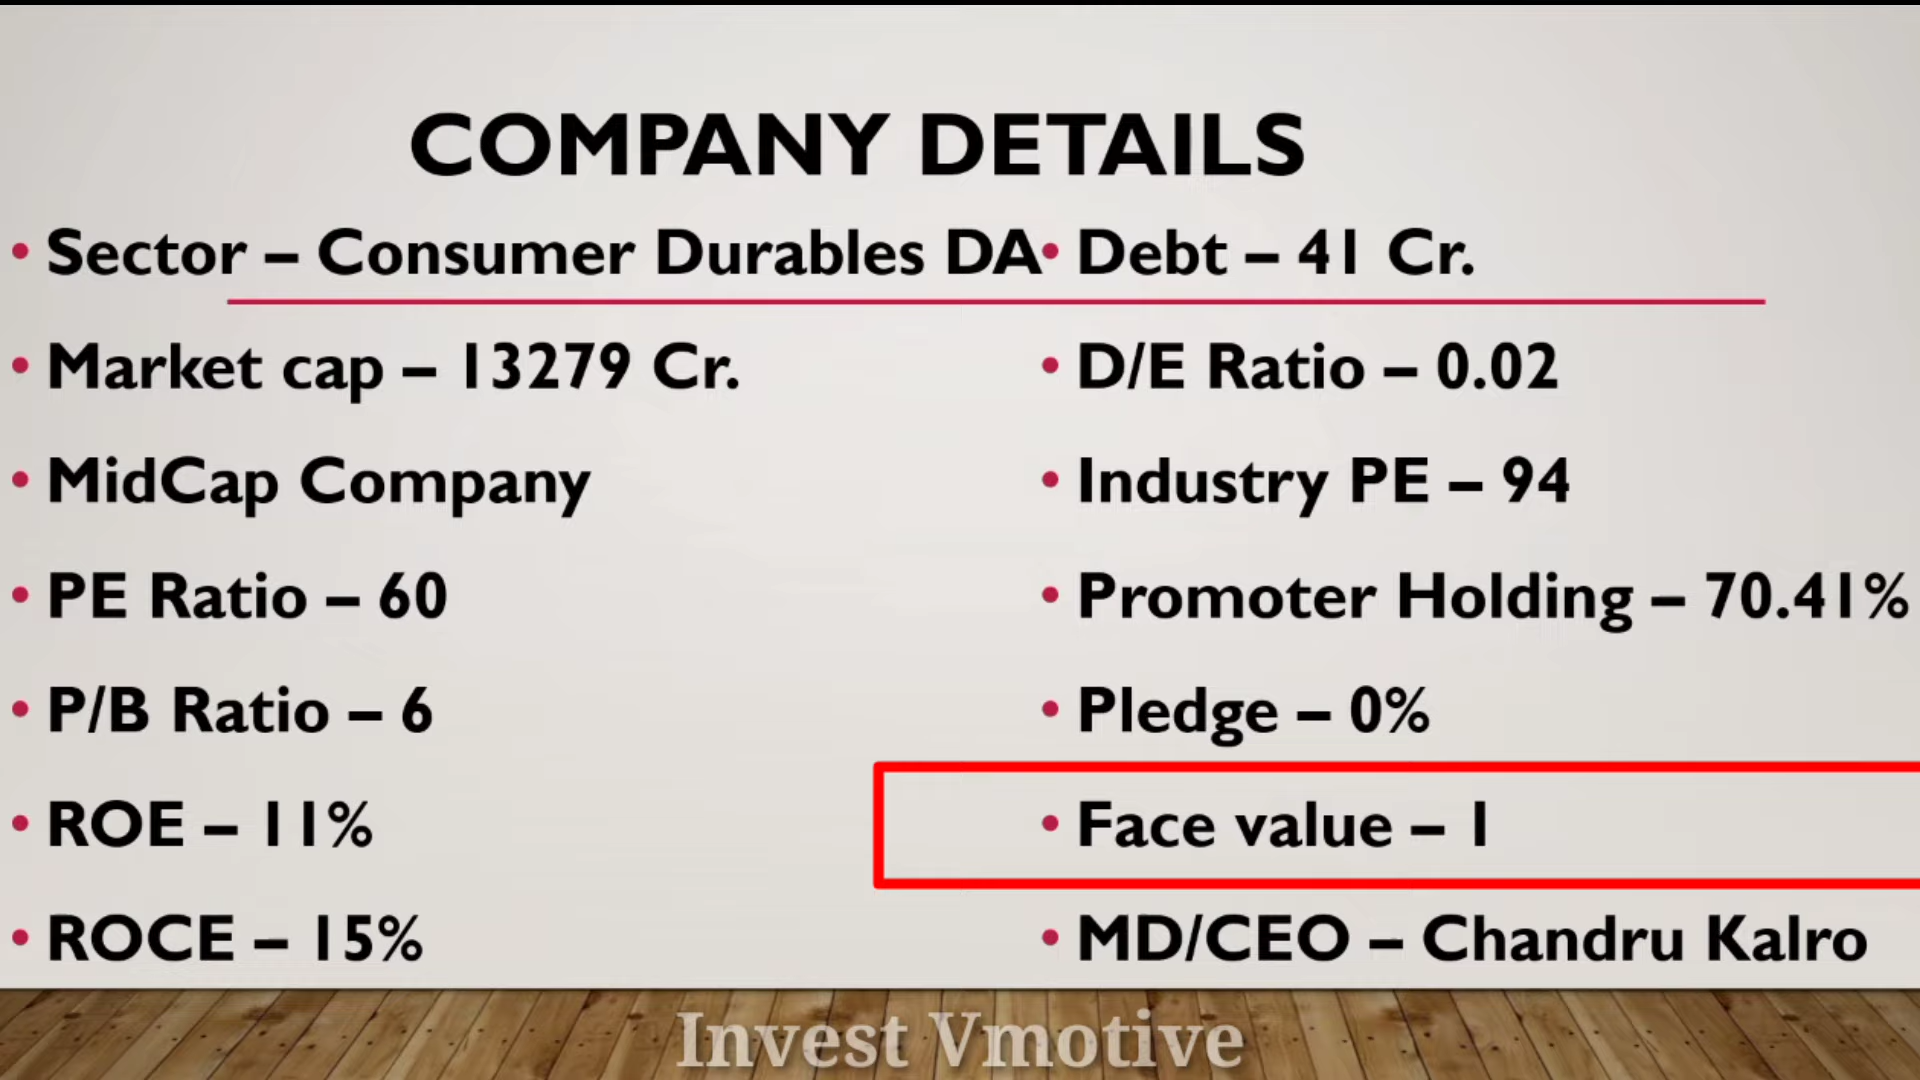 COMPANY DETAILS
• Sector – Consumer Durables DA
• Market cap – 13279 Cr.
• MidCap Company
• PE Ratio – 60
• P/B Ratio – 6
• ROE – 11%
• ROCE – 15%
• Debt – 41 Cr.
• D/E Ratio – 0.02
• Industry PE – 94
• Promoter Holding – 70.41%
• Pledge – 0%
• Face value – 1
• MD/CEO – Chandru Kalro
Invest Vmotive